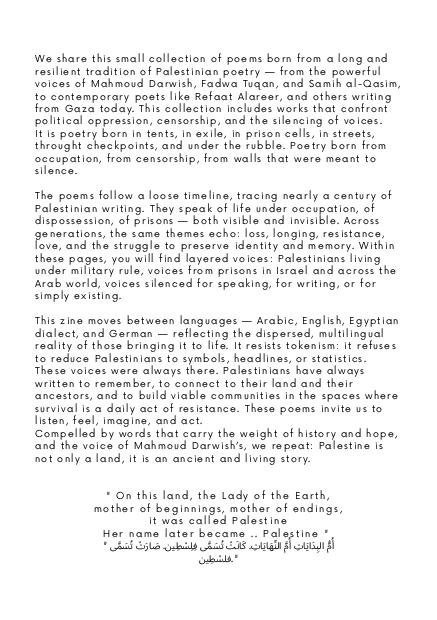 We share this small collection of poems born from a long and
resilient tradition of Palestinian poetry — from the powerful
voices of Mahmoud Darwish, Fadwa Tuqan, and Samih al-Qasim,
to contemporary poets like Refaat Alareer, and others writing
from Gaza today. This collection includes works that confront
political oppression, censorship, and the silencing of voices.
It is poetry born in tents, in exile, in prison cells, in streets,
throught checkpoints, and under the rubble. Poetry born from
occupation, from censorship, from walls that were meant to
silence.
The poems follow a loose timeline, tracing nearly a century of
Palestinian writing. They speak of life under occupation, of
dispossession, of prisons — both visible and invisible. Across
generations, the same themes echo: loss, longing, resistance,
love, and the struggle to preserve identity and memory. Within
these pages, you will find layered voices: Palestinians living
under military rule, voices from prisons in Israel and across the
Arab world, voices silenced for speaking, for writing, or for
simply existing.
This zine moves between languages — Arabic, English, Egyptian
dialect, and German — reflecting the dispersed, multilingual
reality of those bringing it to life. It resists tokenism: it refuses
to reduce Palestinians to symbols, headlines, or statistics.
These voices were always there. Palestinians have always
written to remember, to connect to their land and their
ancestors, and to build viable communities in the spaces where
survival is a daily act of resistance. These poems invite us to
listen, feel, imagine, and act.
Compelled by words that carry the weight of history and hope,
and the voice of Mahmoud Darwish's, we repeat: Palestine is
not only a land, it is an ancient and living story.
" On this land, the Lady of the Earth,
mother of beginnings, mother of endings,
it was called Palestine
Her name later became .. Palestine "
" أُمُّ البِدَايَاتِ أُمُّ النِّهَايَاتِ. كَانَتْ تُسَمَّى فِلِسْطِين. صَارَتْ تُسَمَّى
فلسْطِين."